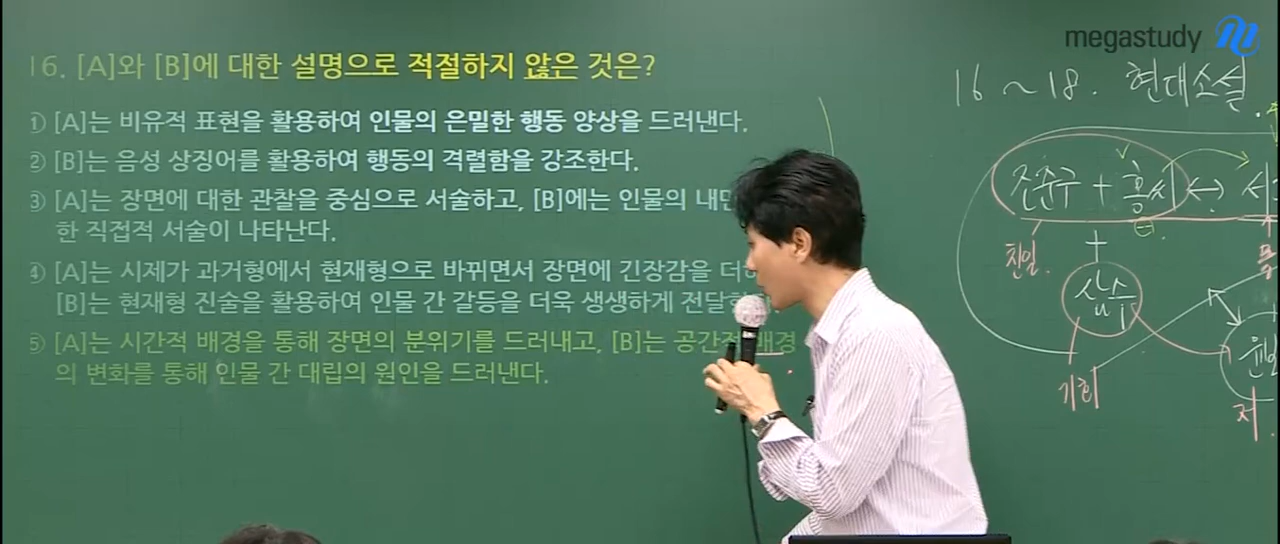 megastudy
16. [A]와 [B]에 대한 설명으로 적절하지 않은 것은?
① [A]는 비유적 표현을 활용하여 인물의 은밀한 행동 양상을 드러낸다.
② [B]는 음성 상징어를 활용하여 행동의 격렬함을 강조한다.
③ [A]는 장면에 대한 관찰을 중심으로 서술하고, [B]에는 인물의
한 직접적 서술이 나타난다.
④ [A]는 시제가 과거형에서 현재형으로 바뀌면서 장면에 긴장감을
[B]는 현재형 진술을 활용하여 인물 간 갈등을 더욱 생생하게
⑤ [A]는 시간적 배경을 통해 장면의 분위기를 드러내고, [B]는 배경
의 변화를 통해 인물 간 대립의 원인을 드러낸다.
16 ~ 18. 현대소설
조준구 + 홍씨 ↔
친일.
+
삼수
기회